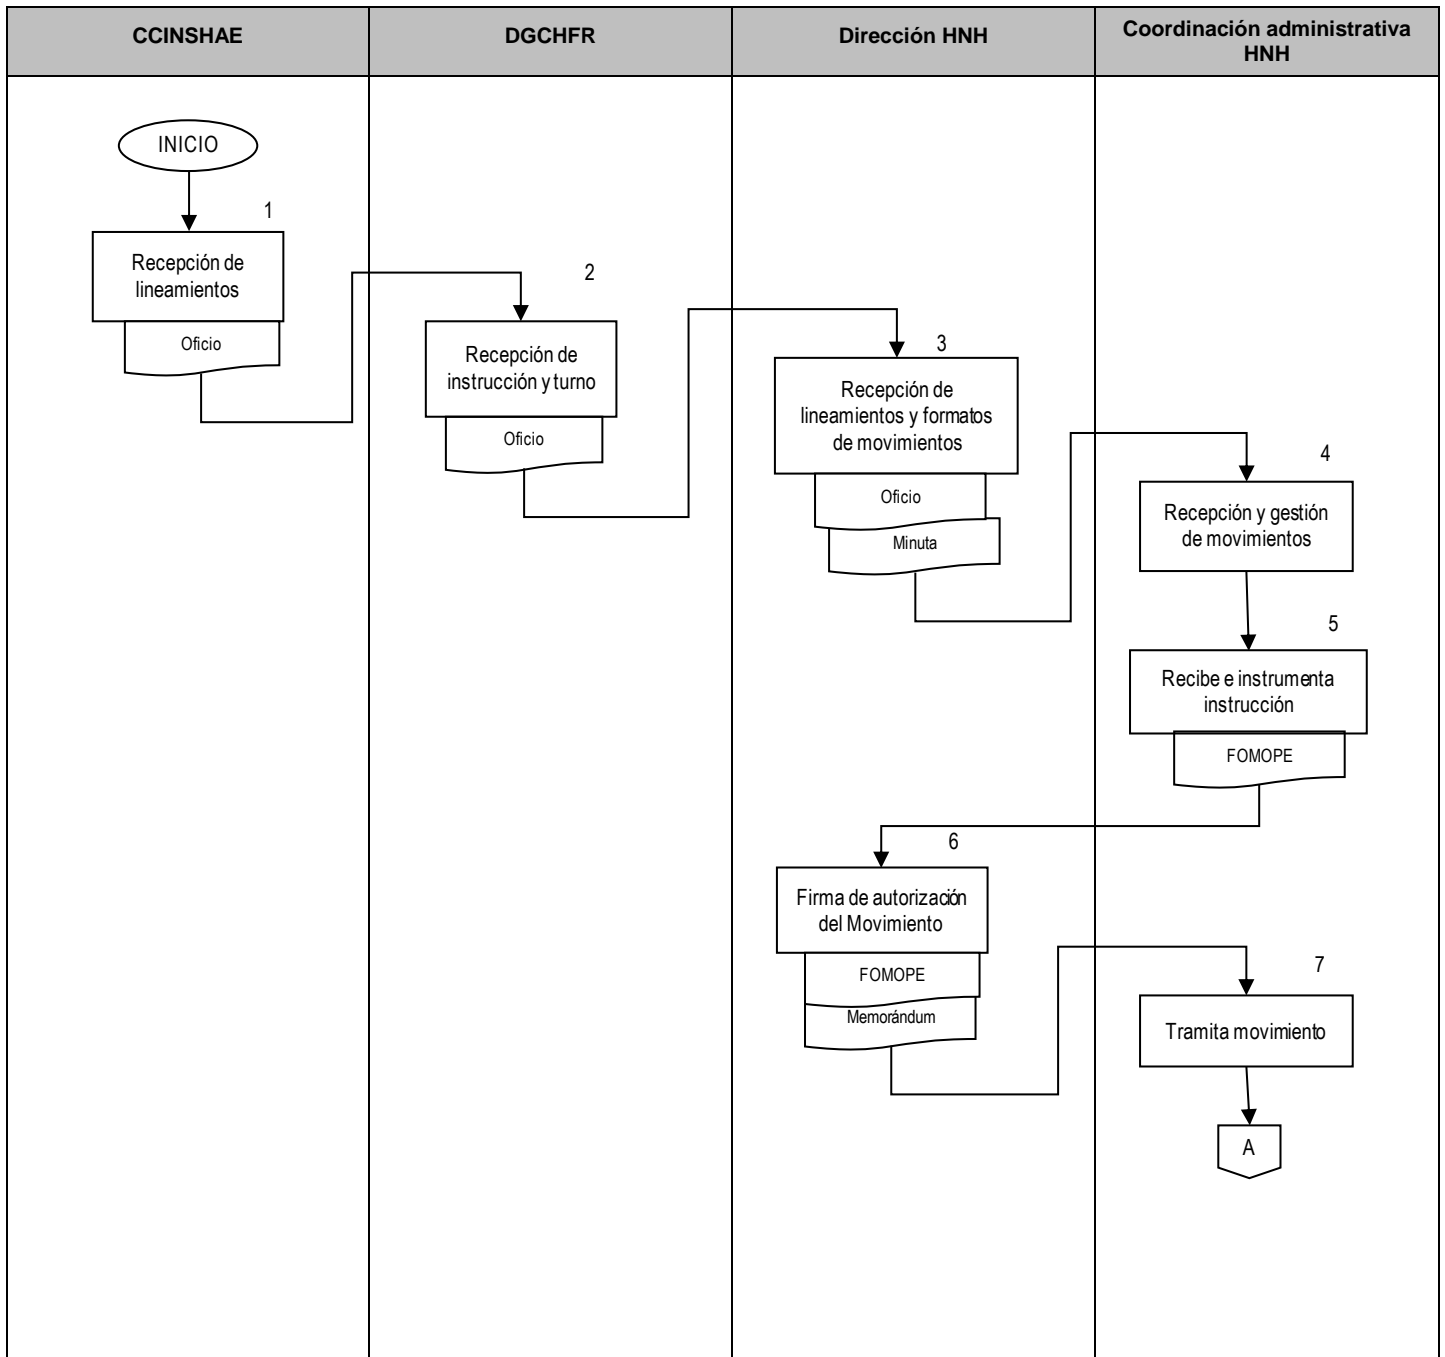 CCINSHAE
DGCHFR
Dirección HNH
Coordinación administrativa
HNH
INICIO
1
Recepción de
lineamientos
Oficio
2
Recepción de
instrucción y turno
Oficio
3
Recepción de
lineamientos y formatos
de movimientos
Oficio
Minuta
4
Recepción y gestión
de movimientos
5
Recibe e instrumenta
instrucción
FOMOPE
6
Firma de autorización
del Movimiento
FOMOPE
Memorándum
7
Tramita movimiento
A